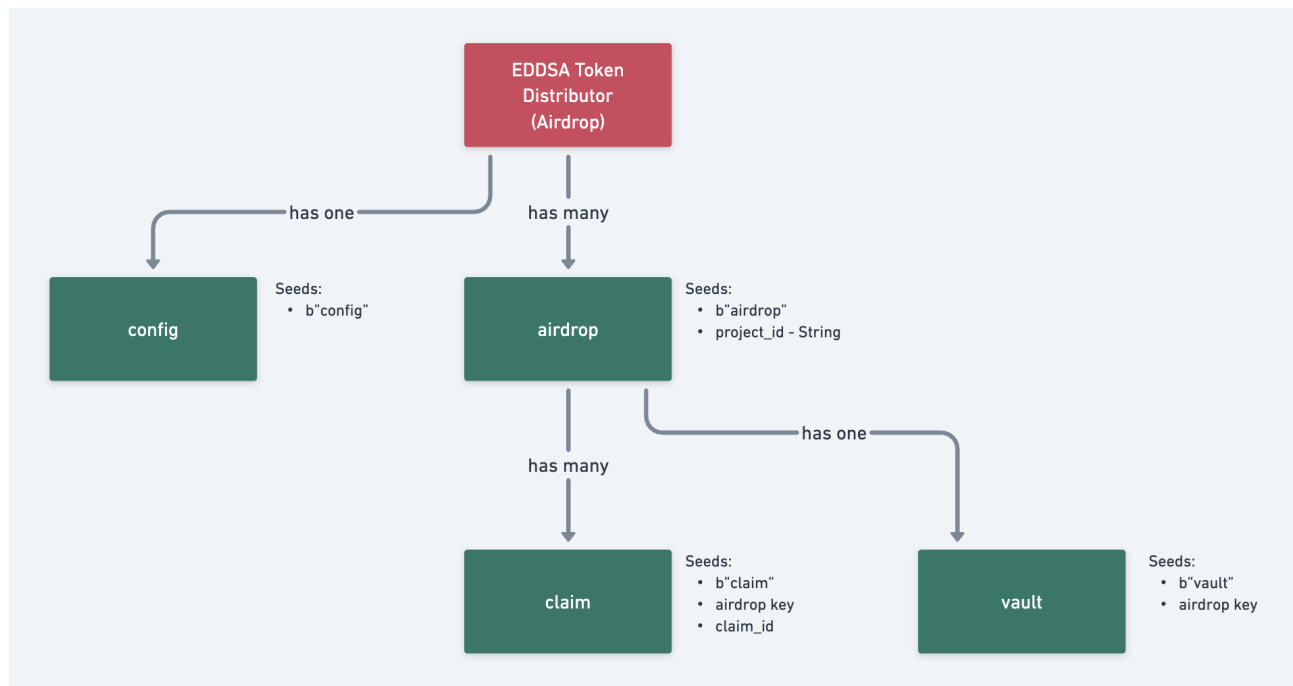 EDDSA Token
Distributor
(Airdrop)
has one
has many
config
Seeds:
• b”config”
airdrop
Seeds:
• b”airdrop”
• project_id - String
has many
has one
claim
Seeds:
• b”claim”
• airdrop key
• claim_id
vault
Seeds:
• b”vault”
• airdrop key